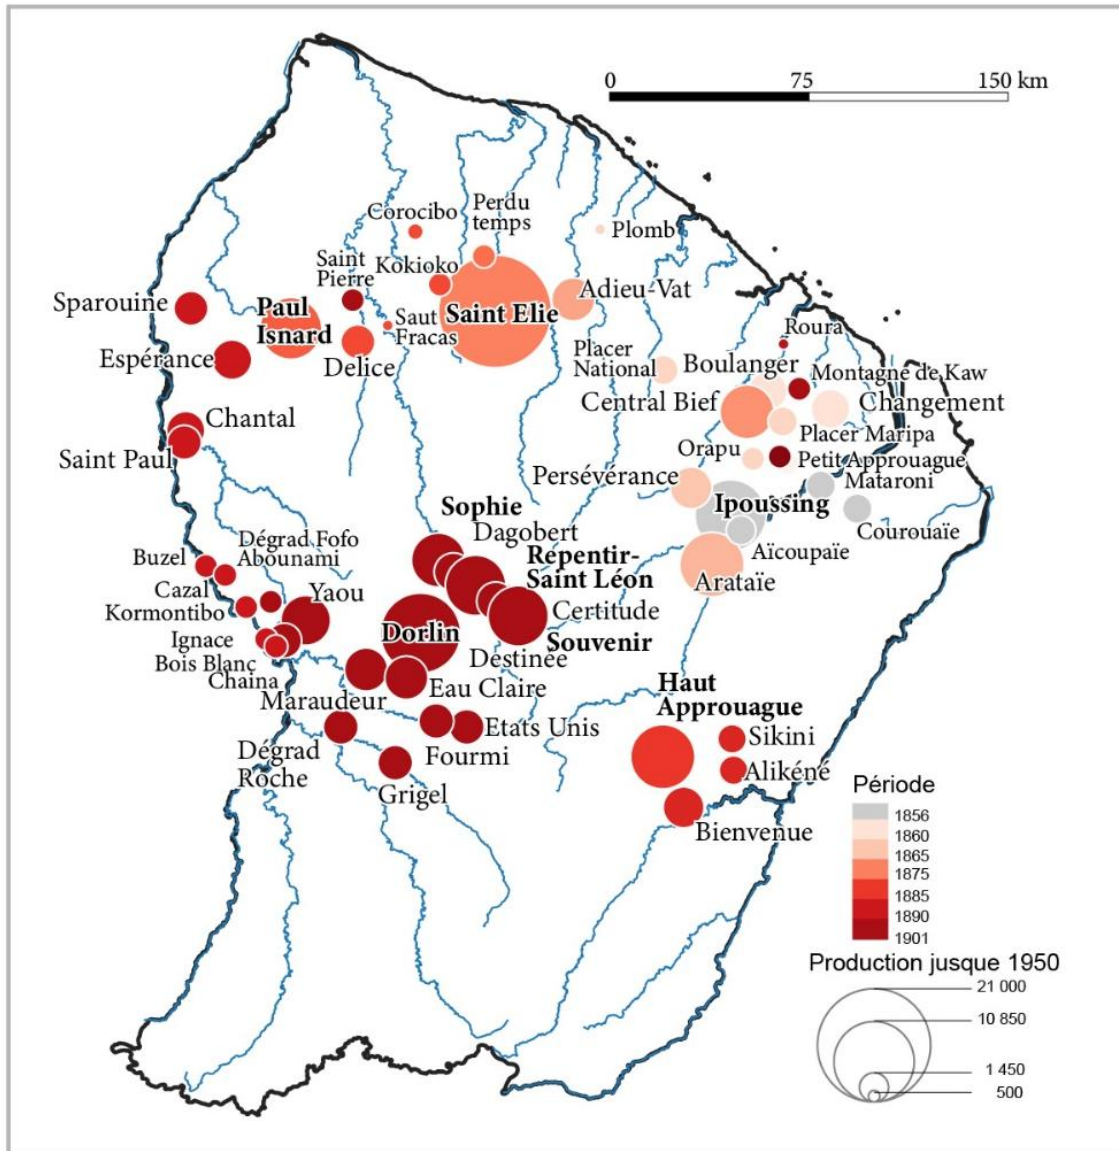 0 75 150 km
Corocibo
Perdu
temps
Plomb
Saint
Pierre
Kokioko
Sparouine
Paul
Isnard
Saut
Fracas
Saint Elie
Adieu-Vat
Espérance
Delice
Placer
National
Roura
Boulanger
Montagne de Kaw
Central Bief
Changement
Chantal
Placer Maripa
Saint Paul
Orapu
Petit Approuague
Persévérance
Mataroni
Ipoussing
Courouaïe
Sophie
Dagobert
Aïcoupaïe
Buzel
Dégrad Fofo
Abounami
Repentir-
Saint Léon
Arataïe
Cazal
Yaou
Kormontibo
Certitude
Dorlin
Souvenir
Ignace
Destinée
Bois Blanc
Chaina
Eau Claire
Maraudeur
Haut
Approuague
Etats Unis
Sikini
Dégrad
Roche
Fourmi
Alikéné
Grigel
Bienvenue
Période
1856
1860
1865
1875
1885
1890
1901
Production jusque 1950
21 000
10 850
1 450
500